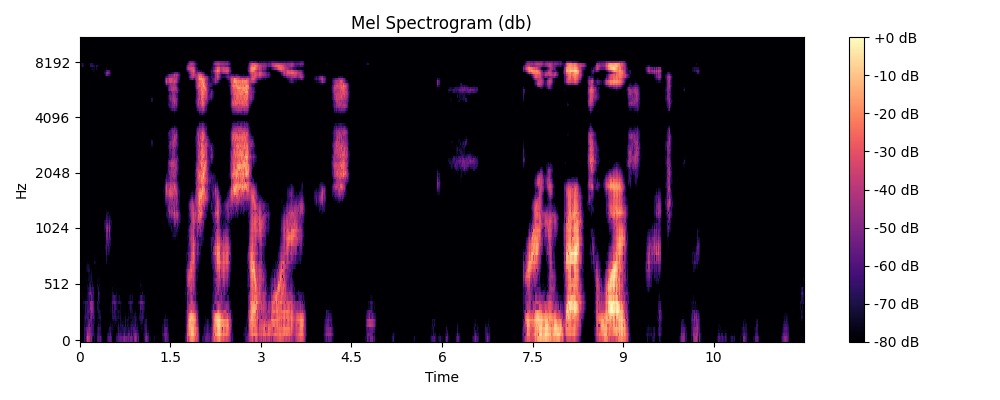 Mel Spectrogram (db)
8192
4096
2048
1024
512
0
Hz
0 1.5 3 4.5 6 7.5 9 10
Time
+0 dB
-10 dB
-20 dB
-30 dB
-40 dB
-50 dB
-60 dB
-70 dB
-80 dB